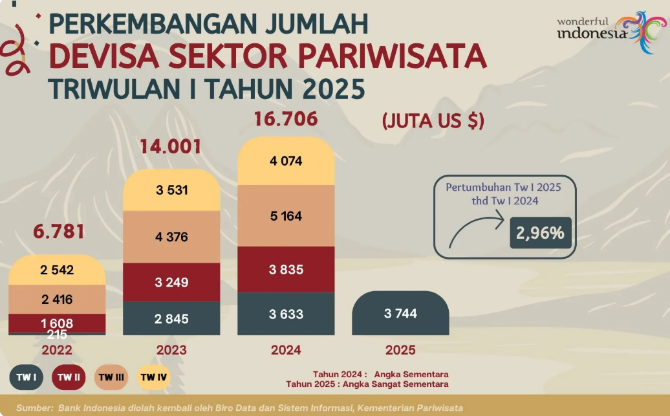 PERKEMBANGAN JUMLAH
DEVISA SEKTOR PARIWISATA
TRIWULAN I TAHUN 2025
wonderful
indonesia
(JUTA US $)
6.781
14.001
16.706
2 542
2 416
1 608
215
3 531
4 376
3 249
2 845
4 074
5 164
3 835
3 633
3 744
Pertumbuhan Tw I 2025
thd Tw I 2024
2,96%
2022
2023
2024
2025
TW I
TW II
TW III
TW IV
Tahun 2024 : Angka Sementara
Tahun 2025 : Angka Sangat Sementara
Sumber: Bank Indonesia diolah kembali oleh Biro Data dan Sistem Informasi, Kementerian Pariwisata